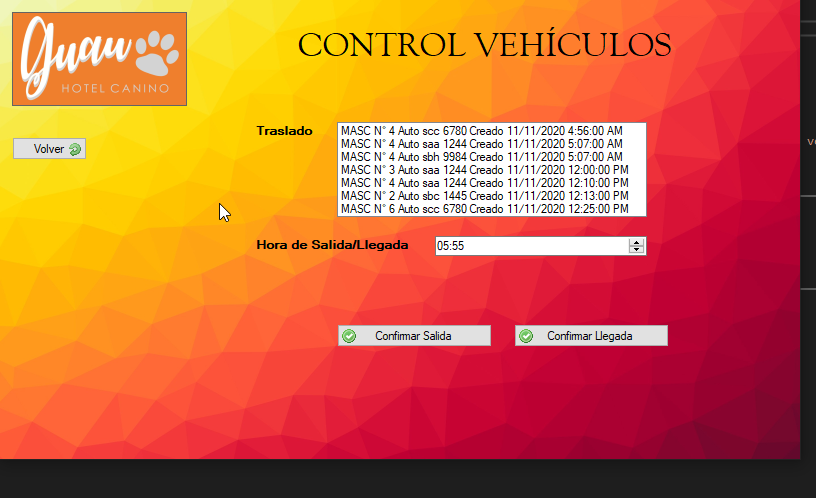 Guau
HOTEL CANINO
CONTROL VEHÍCULOS
Volver
Traslado
MASC N° 4 Auto scc 6780 Creado 11/11/2020 4:56:00 AM
MASC N° 4 Auto saa 1244 Creado 11/11/2020 5:07:00 AM
MASC N° 4 Auto sbh 9984 Creado 11/11/2020 5:07:00 AM
MASC N° 3 Auto saa 1244 Creado 11/11/2020 12:00:00 PM
MASC N° 4 Auto saa 1244 Creado 11/11/2020 12:10:00 PM
MASC N° 2 Auto sbc 1445 Creado 11/11/2020 12:13:00 PM
MASC N° 6 Auto scc 6780 Creado 11/11/2020 12:25:00 PM
Hora de Salida/Llegada
05:55
Confirmar Salida
Confirmar Llegada